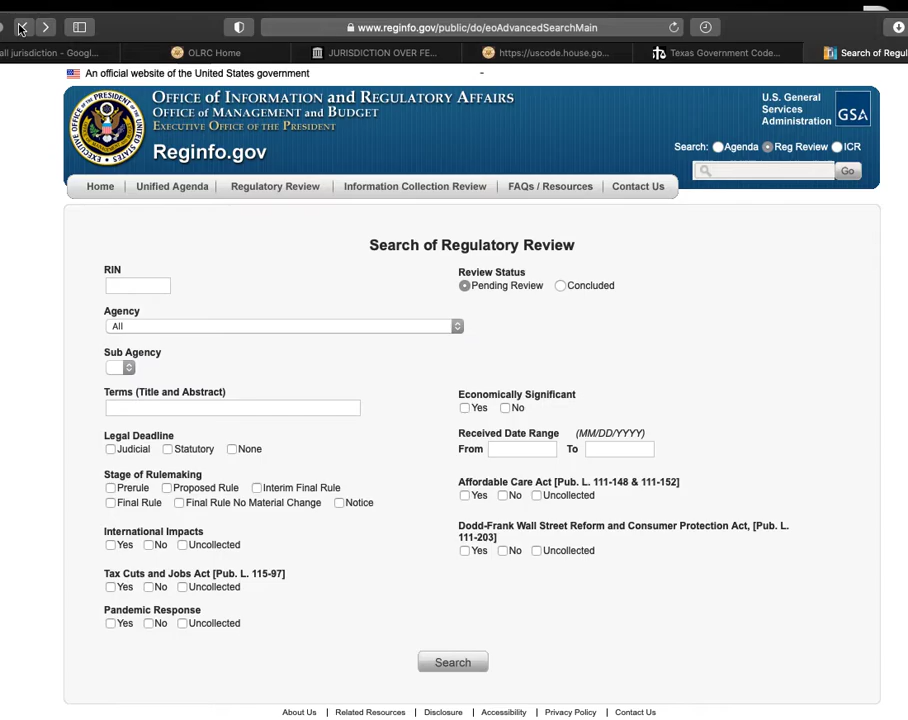 www.reginfo.gov/public/do/eoAdvancedSearchMain
all jurisdiction - Googl... OLRC Home JURISDICTION OVER FE... https://uscode.house.go... Texas Government Code... Search of Regulat
An official website of the United States government -
OFFICE OF INFORMATION AND REGULATORY AFFAIRS
OFFICE OF MANAGEMENT AND BUDGET
EXECUTIVE OFFICE OF THE PRESIDENT
Reginfo.gov
U.S. General
Services
Administration
GSA
Search: Agenda Reg Review ICR
Go
Home Unified Agenda Regulatory Review Information Collection Review FAQs / Resources Contact Us
Search of Regulatory Review
RIN
Review Status
Pending Review Concluded
Agency
All
Sub Agency
Terms (Title and Abstract)
Economically Significant
Yes No
Legal Deadline
Judicial Statutory None
Received Date Range (MM/DD/YYYY)
From To
Stage of Rulemaking
Prerule Proposed Rule Interim Final Rule
Final Rule Final Rule No Material Change Notice
Affordable Care Act [Pub. L. 111-148 & 111-152]
Yes No Uncollected
International Impacts
Yes No Uncollected
Dodd-Frank Wall Street Reform and Consumer Protection Act, [Pub. L.
111-203]
Yes No Uncollected
Tax Cuts and Jobs Act [Pub. L. 115-97]
Yes No Uncollected
Pandemic Response
Yes No Uncollected
Search
About Us | Related Resources | Disclosure | Accessibility | Privacy Policy | Contact Us